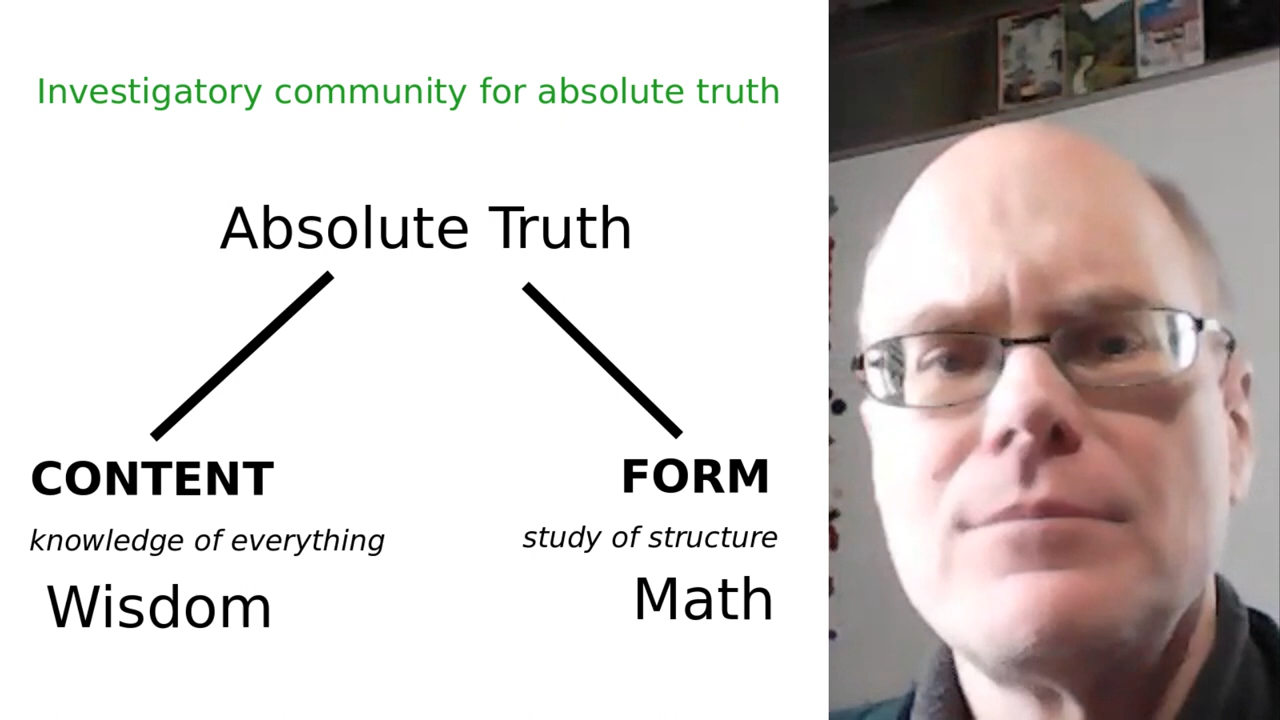 Investigatory community for absolute truth
Absolute Truth
CONTENT
knowledge of everything
Wisdom
FORM
study of structure
Math